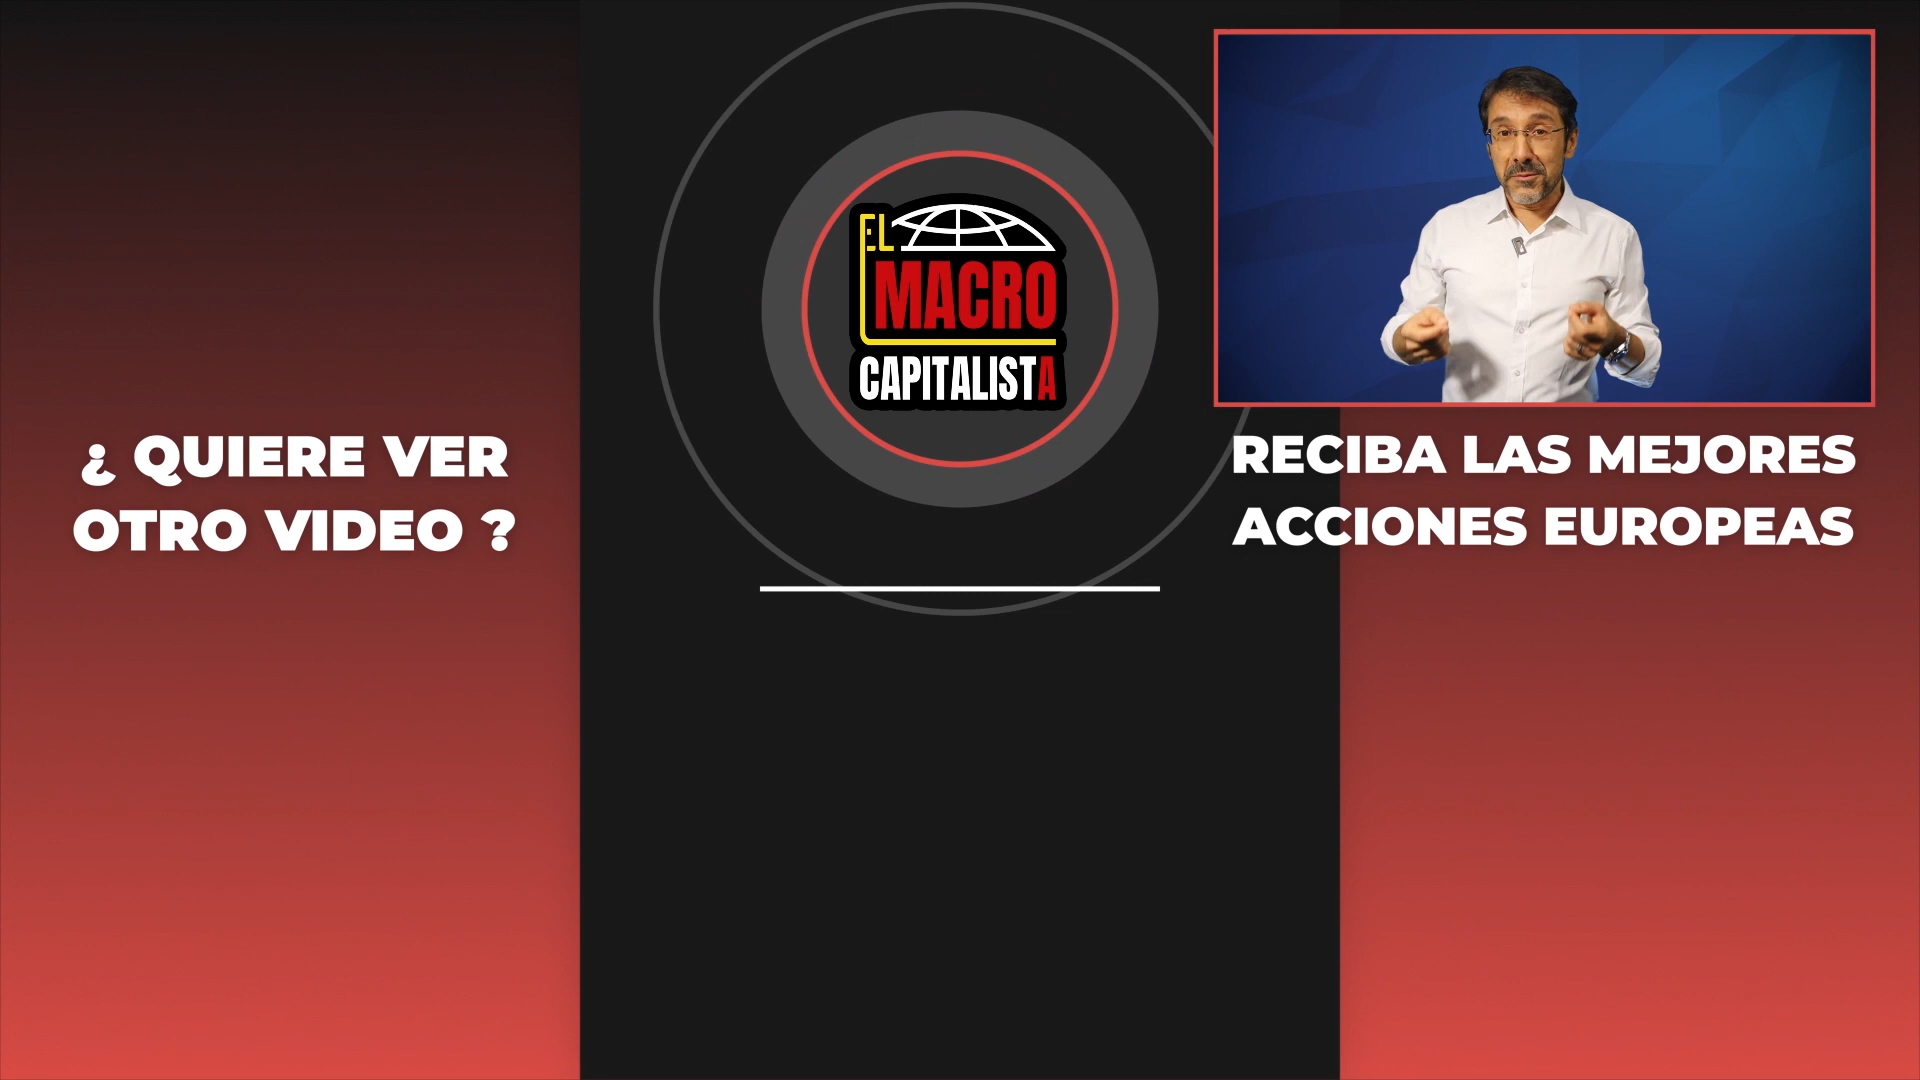 EL
MACRO
CAPITALISTA
¿ QUIERE VER
OTRO VIDEO ?
RECIBA LAS MEJORES
ACCIONES EUROPEAS